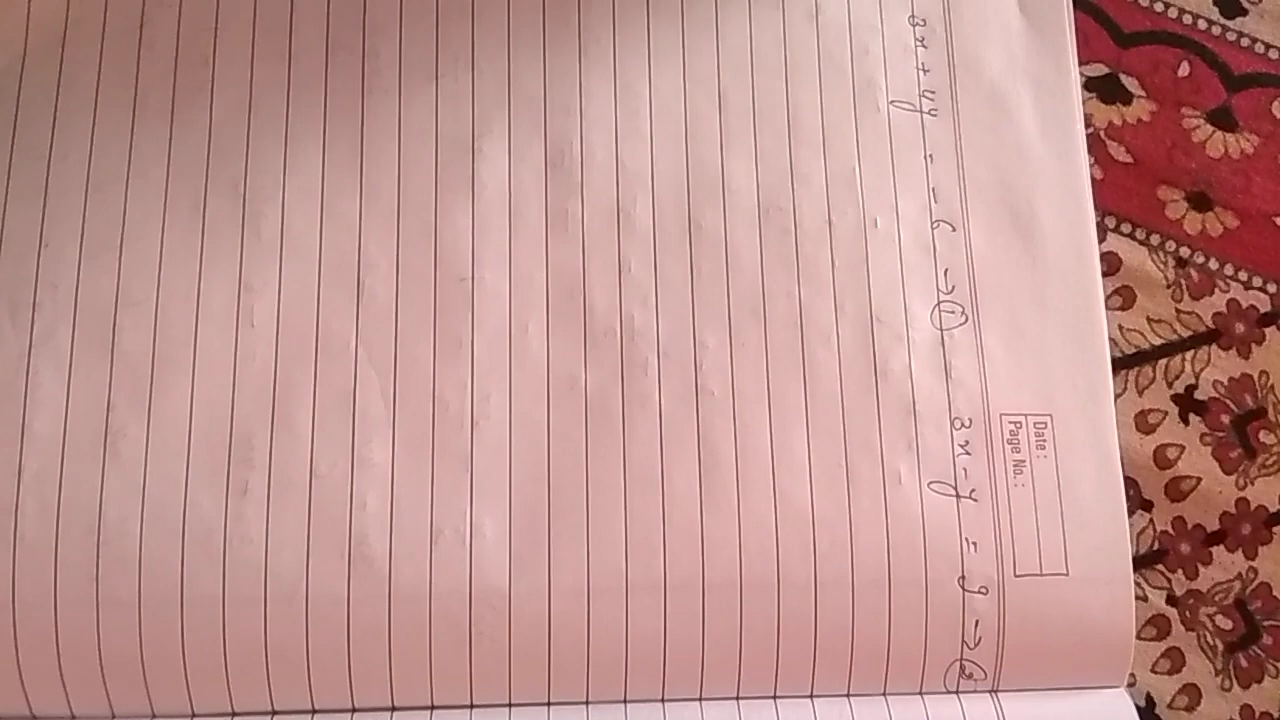 Date :
Page No. :
3x + 4y = - 6 → ① 3x - y = 9 → ②